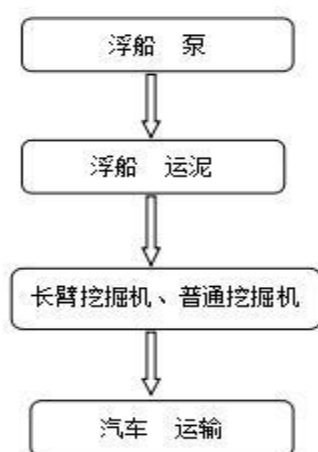 浮船 泵
浮船 运泥
长臂挖掘机、普通挖掘机
汽车 运输